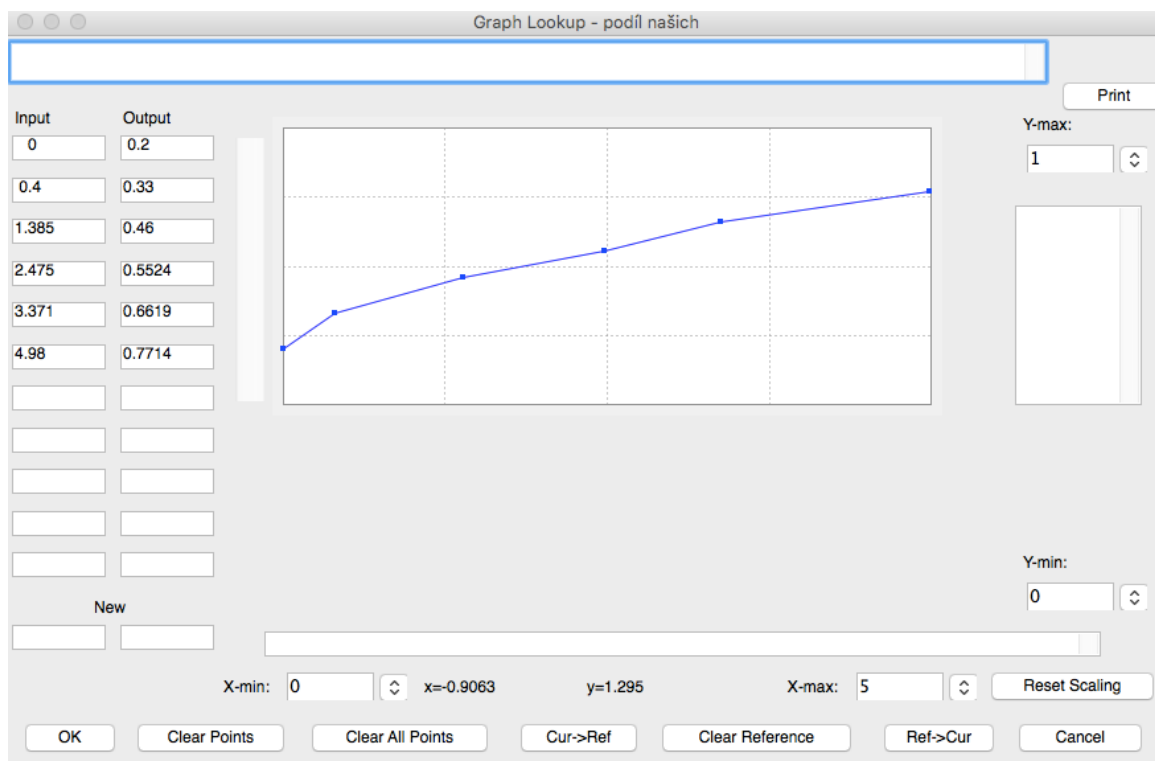 Graph Lookup - podíl našich
Print
Input Output
Y-max:
0 0.2
1
0.4 0.33
1.385 0.46
2.475 0.5524
3.371 0.6619
4.98 0.7714
Y-min:
New
0
X-min: 0 x=-0.9063 y=1.295 X-max: 5 Reset Scaling
OK Clear Points Clear All Points Cur->Ref Clear Reference Ref->Cur Cancel